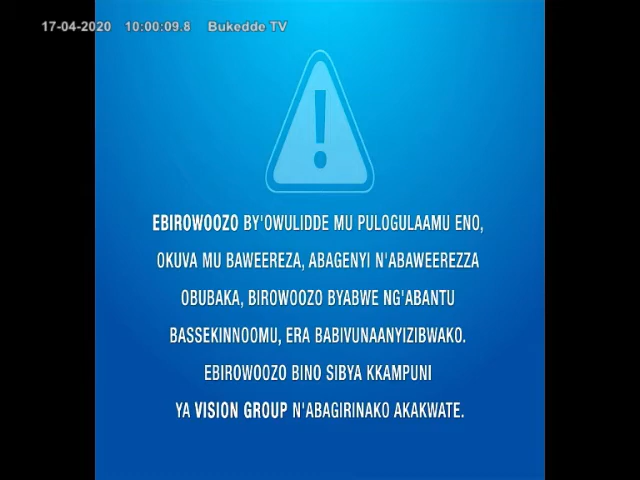 17-04-2020 10:00:09.8 Bukedde TV
!
EBIROWOOZO BY'OWULIDDE MU PULOGULAAMU ENO,
OKUVA MU BAWEEREZA, ABAGENYI N'ABAWEEREZZA
OBUBAKA, BIROWOOZO BYABWE NG'ABANTU
BASSEKINNOOMU, ERA BABIVUNAANYIZIBWAKO.
EBIROWOOZO BINO SIBYA KKAMPUNI
YA VISION GROUP N'ABAGIRINAKO AKAKWATE.